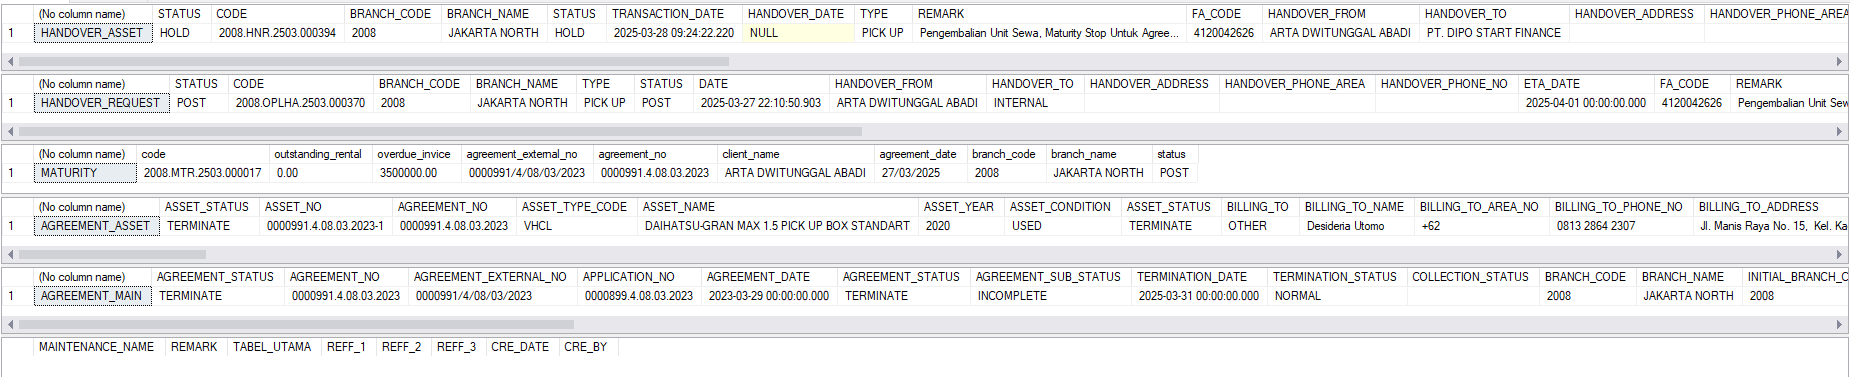 (No column name) STATUS CODE BRANCH_CODE BRANCH_NAME STATUS TRANSACTION_DATE HANDOVER_DATE TYPE REMARK FA_CODE HANDOVER_FROM HANDOVER_TO HANDOVER_ADDRESS HANDOVER_PHONE_AREA
1 HANDOVER_ASSET HOLD 2008.HNR.2503.000394 2008 JAKARTA NORTH HOLD 2025-03-28 09:24:22.220 NULL PICK UP Pengembalian Unit Sewa, Maturity Stop Untuk Agree... 4120042626 ARTA DWITUNGGAL ABADI PT. DIPO START FINANCE
(No column name) STATUS CODE BRANCH_CODE BRANCH_NAME TYPE STATUS DATE HANDOVER_FROM HANDOVER_TO HANDOVER_ADDRESS HANDOVER_PHONE_AREA HANDOVER_PHONE_NO ETA_DATE FA_CODE REMARK
1 HANDOVER_REQUEST POST 2008.OPLHA.2503.000370 2008 JAKARTA NORTH PICK UP POST 2025-03-27 22:10:50.903 ARTA DWITUNGGAL ABADI INTERNAL 2025-04-01 00:00:00.000 4120042626 Pengembalian Unit Sew
(No column name) code outstanding_rental overdue_invice agreement_external_no agreement_no client_name agreement_date branch_code branch_name status
1 MATURITY 2008.MTR.2503.000017 0.00 3500000.00 0000991/4/08/03/2023 0000991.4.08.03.2023 ARTA DWITUNGGAL ABADI 27/03/2025 2008 JAKARTA NORTH POST
(No column name) ASSET_STATUS ASSET_NO AGREEMENT_NO ASSET_TYPE_CODE ASSET_NAME ASSET_YEAR ASSET_CONDITION ASSET_STATUS BILLING_TO BILLING_TO_NAME BILLING_TO_AREA_NO BILLING_TO_PHONE_NO BILLING_TO_ADDRESS
1 AGREEMENT_ASSET TERMINATE 0000991.4.08.03.2023-1 0000991.4.08.03.2023 VHCL DAIHATSU-GRAN MAX 1.5 PICK UP BOX STANDART 2020 USED TERMINATE OTHER Desideria Utomo +62 0813 2864 2307 Jl. Manis Raya No. 15, Kel. Ka
(No column name) AGREEMENT_STATUS AGREEMENT_NO AGREEMENT_EXTERNAL_NO APPLICATION_NO AGREEMENT_DATE AGREEMENT_STATUS AGREEMENT_SUB_STATUS TERMINATION_DATE TERMINATION_STATUS COLLECTION_STATUS BRANCH_CODE BRANCH_NAME INITIAL_BRANCH_C
1 AGREEMENT_MAIN TERMINATE 0000991.4.08.03.2023 0000991/4/08/03/2023 0000899.4.08.03.2023 2023-03-29 00:00:00.000 TERMINATE INCOMPLETE 2025-03-31 00:00:00.000 NORMAL 2008 JAKARTA NORTH 2008
MAINTENANCE_NAME REMARK TABEL_UTAMA REFF_1 REFF_2 REFF_3 CRE_DATE CRE_BY